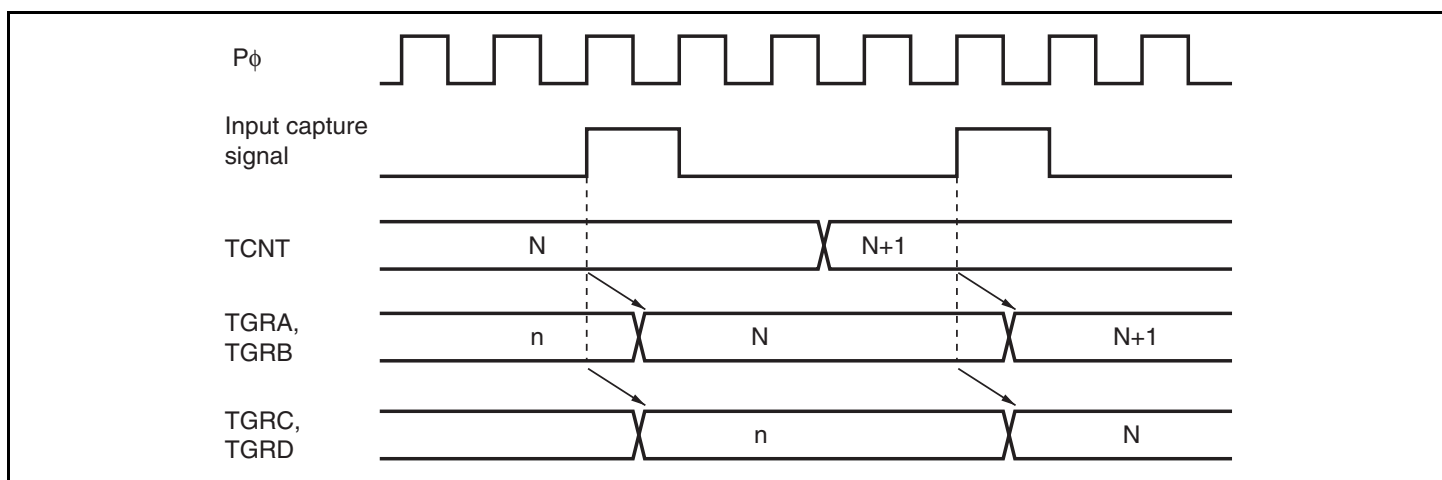 Pϕ
Input capture
signal
TCNT
N
N+1
TGRA,
TGRB
n
N
N+1
TGRC,
TGRD
n
N